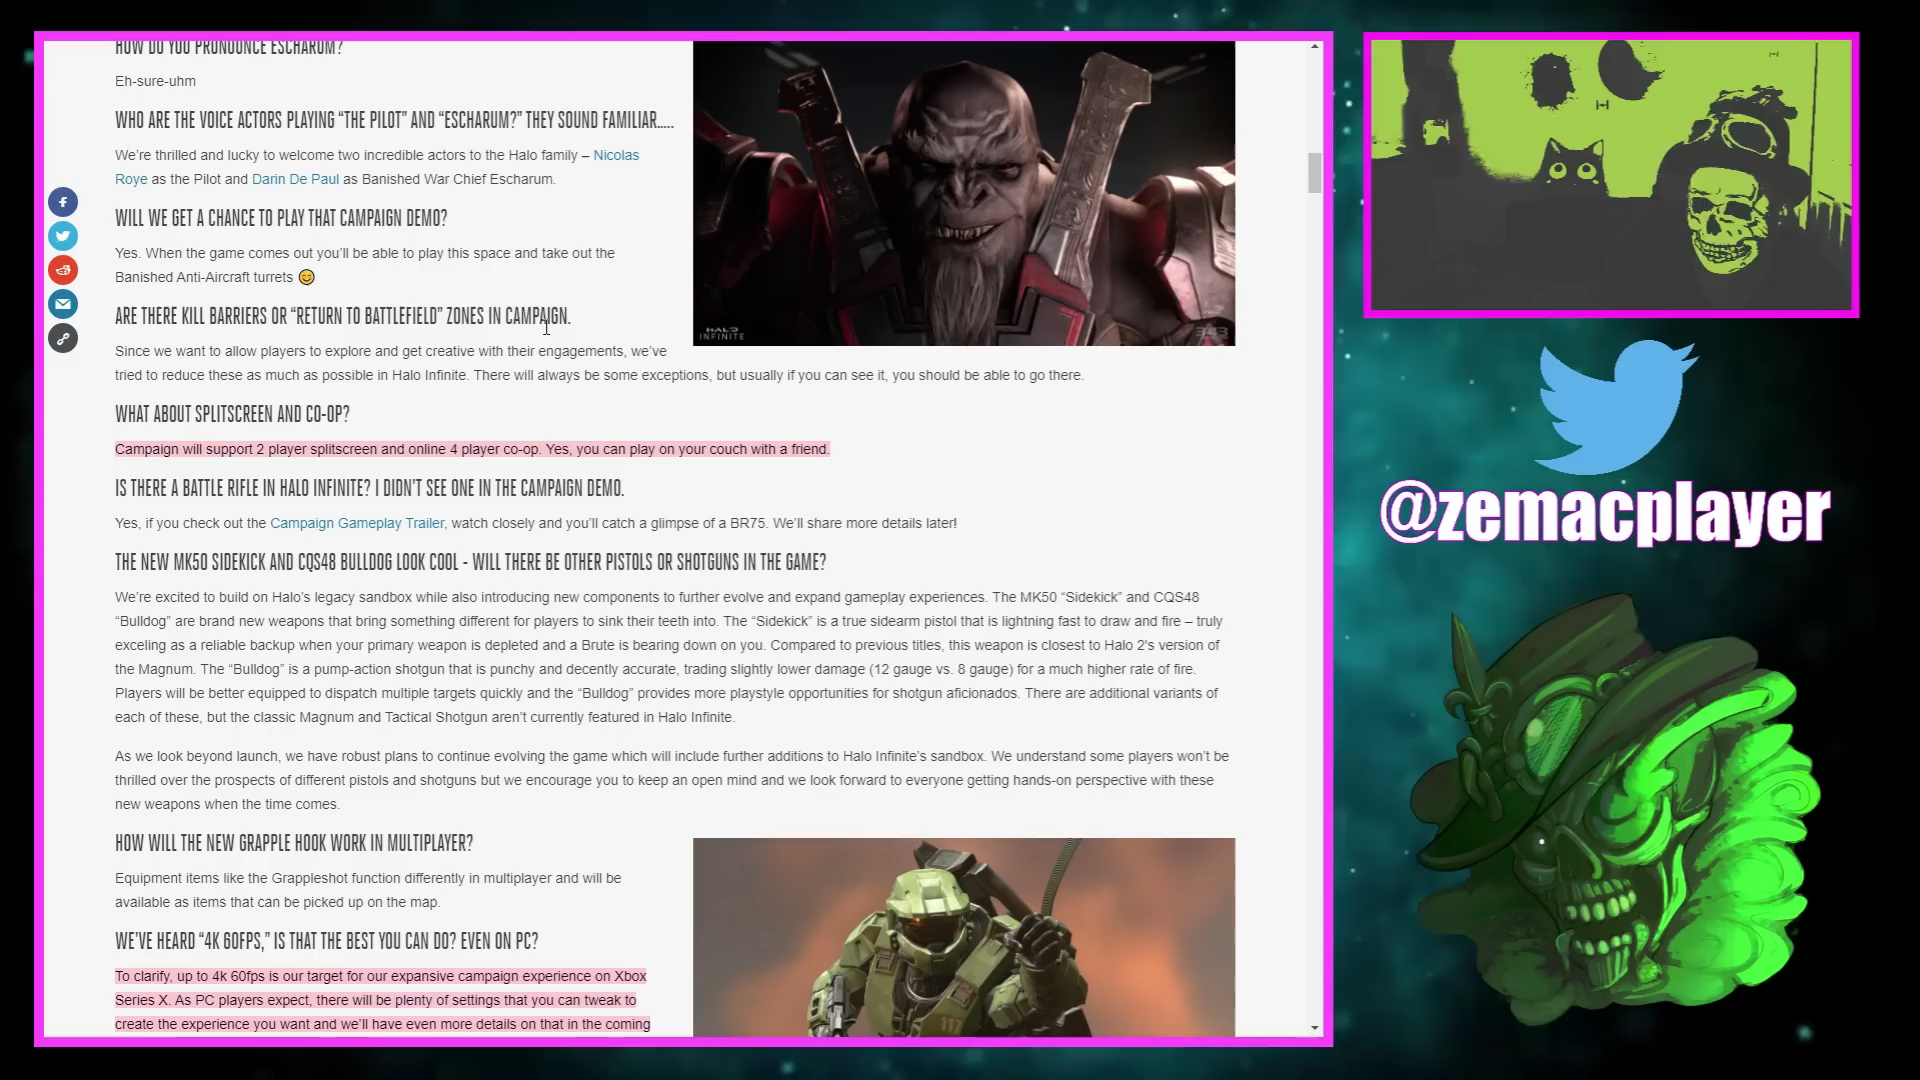 HOW DO YOU PRONOUNCE ESCHARUM?
Eh-sure-uhm
WHO ARE THE VOICE ACTORS PLAYING “THE PILOT” AND “ESCHARUM?” THEY SOUND FAMILIAR.....
We’re thrilled and lucky to welcome two incredible actors to the Halo family – Nicolas
Roye as the Pilot and Darin De Paul as Banished War Chief Escharum.
WILL WE GET A CHANCE TO PLAY THAT CAMPAIGN DEMO?
Yes. When the game comes out you’ll be able to play this space and take out the
Banished Anti-Aircraft turrets
HALO
INFINITE
343
ARE THERE KILL BARRIERS OR “RETURN TO BATTLEFIELD” ZONES IN CAMPAIGN.
Since we want to allow players to explore and get creative with their engagements, we’ve
tried to reduce these as much as possible in Halo Infinite. There will always be some exceptions, but usually if you can see it, you should be able to go there.
WHAT ABOUT SPLITSCREEN AND CO-OP?
Campaign will support 2 player splitscreen and online 4 player co-op. Yes, you can play on your couch with a friend.
IS THERE A BATTLE RIFLE IN HALO INFINITE? I DIDN’T SEE ONE IN THE CAMPAIGN DEMO.
Yes, if you check out the Campaign Gameplay Trailer, watch closely and you’ll catch a glimpse of a BR75. We’ll share more details later!
THE NEW MK50 SIDEKICK AND CQS48 BULLDOG LOOK COOL - WILL THERE BE OTHER PISTOLS OR SHOTGUNS IN THE GAME?
We’re excited to build on Halo’s legacy sandbox while also introducing new components to further evolve and expand gameplay experiences. The MK50 “Sidekick” and CQS48
“Bulldog” are brand new weapons that bring something different for players to sink their teeth into. The “Sidekick” is a true sidearm pistol that is lightning fast to draw and fire – truly
exceling as a reliable backup when your primary weapon is depleted and a Brute is bearing down on you. Compared to previous titles, this weapon is closest to Halo 2's version of
the Magnum. The “Bulldog” is a pump-action shotgun that is punchy and decently accurate, trading slightly lower damage (12 gauge vs. 8 gauge) for a much higher rate of fire.
Players will be better equipped to dispatch multiple targets quickly and the “Bulldog” provides more playstyle opportunities for shotgun aficionados. There are additional variants of
each of these, but the classic Magnum and Tactical Shotgun aren’t currently featured in Halo Infinite.
As we look beyond launch, we have robust plans to continue evolving the game which will include further additions to Halo Infinite’s sandbox. We understand some players won’t be
thrilled over the prospects of different pistols and shotguns but we encourage you to keep an open mind and we look forward to everyone getting hands-on perspective with these
new weapons when the time comes.
HOW WILL THE NEW GRAPPLE HOOK WORK IN MULTIPLAYER?
Equipment items like the Grappleshot function differently in multiplayer and will be
available as items that can be picked up on the map.
WE’VE HEARD “4K 60FPS,” IS THAT THE BEST YOU CAN DO? EVEN ON PC?
To clarify, up to 4k 60fps is our target for our expansive campaign experience on Xbox
Series X. As PC players expect, there will be plenty of settings that you can tweak to
create the experience you want and we’ll have even more details on that in the coming
117
@zemacplayer